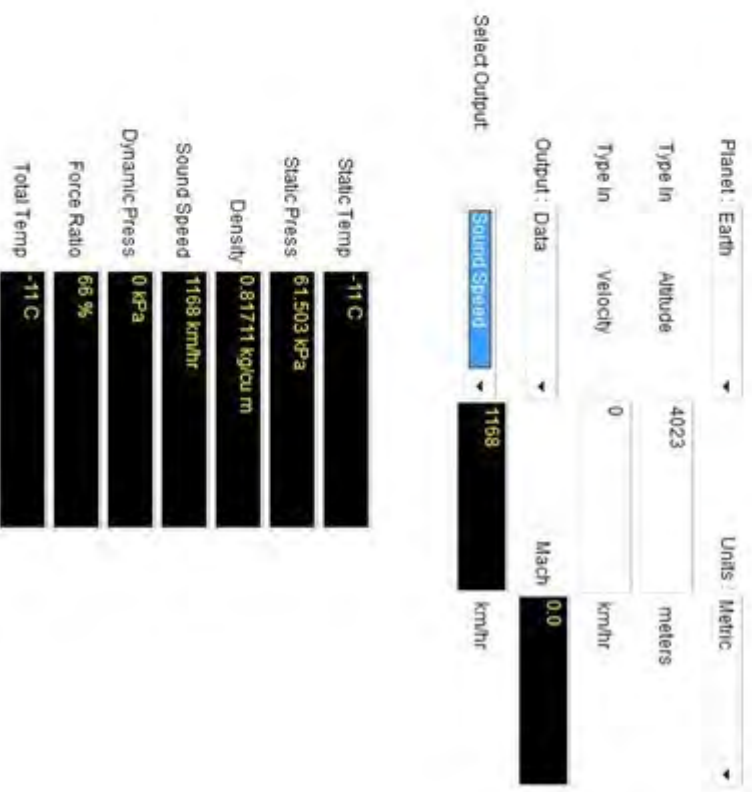 Planet : Earth Units : Metric
Type In Altitude 4023 meters
Type In Velocity 0 km/hr
Output : Data Mach 0.0
Select Output Sound Speed 1168 km/hr
Static Temp -11 C
Static Press 61.503 kPa
Density 0.81711 kg/cu m
Sound Speed 1168 km/hr
Dynamic Press 0 kPa
Force Ratio 66 %
Total Temp -11 C